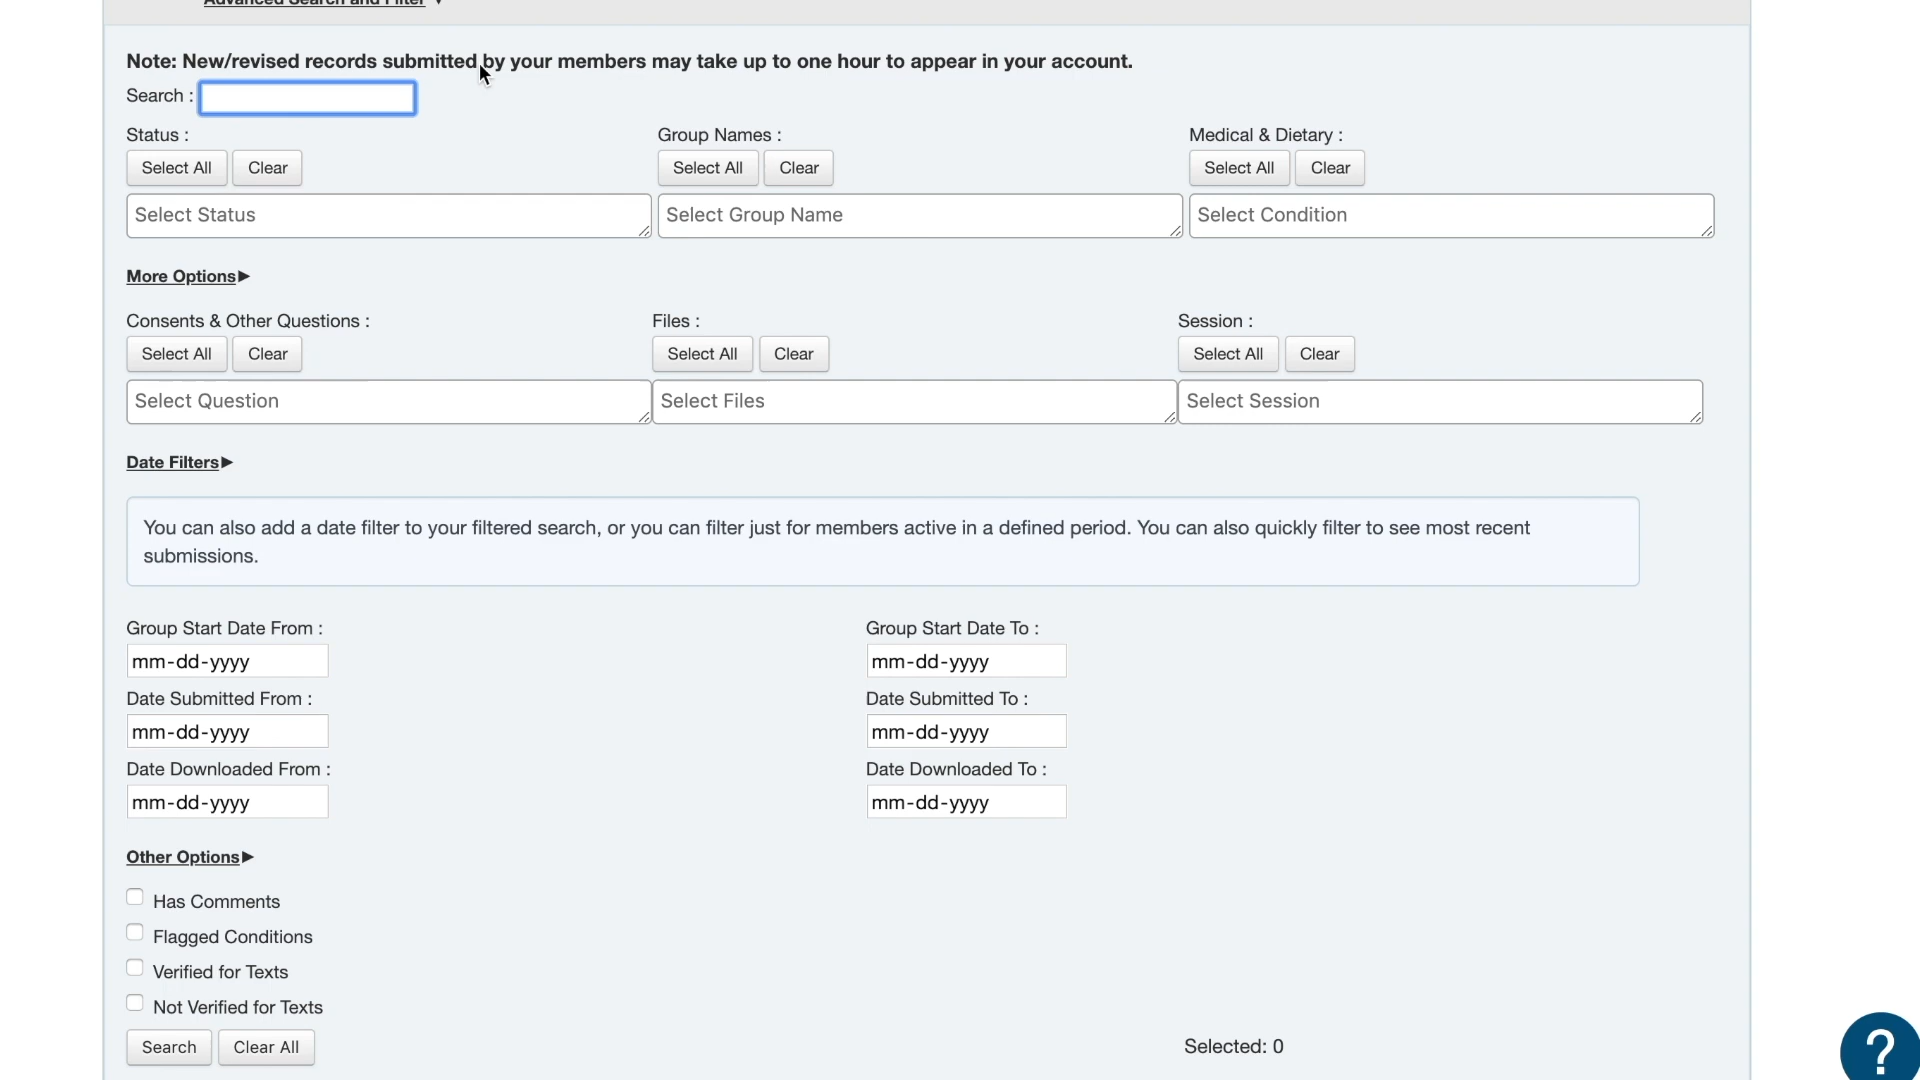 Advanced Search and Filter ▼
Note: New/revised records submitted by your members may take up to one hour to appear in your account.
Search :
Status : Group Names : Medical & Dietary :
Select All Clear Select All Clear Select All Clear
Select Status Select Group Name Select Condition
More Options▶
Consents & Other Questions : Files : Session :
Select All Clear Select All Clear Select All Clear
Select Question Select Files Select Session
Date Filters▶
You can also add a date filter to your filtered search, or you can filter just for members active in a defined period. You can also quickly filter to see most recent
submissions.
Group Start Date From : Group Start Date To :
mm-dd-yyyy mm-dd-yyyy
Date Submitted From : Date Submitted To :
mm-dd-yyyy mm-dd-yyyy
Date Downloaded From : Date Downloaded To :
mm-dd-yyyy mm-dd-yyyy
Other Options▶
Has Comments
Flagged Conditions
Verified for Texts
Not Verified for Texts
Search Clear All Selected: 0
?